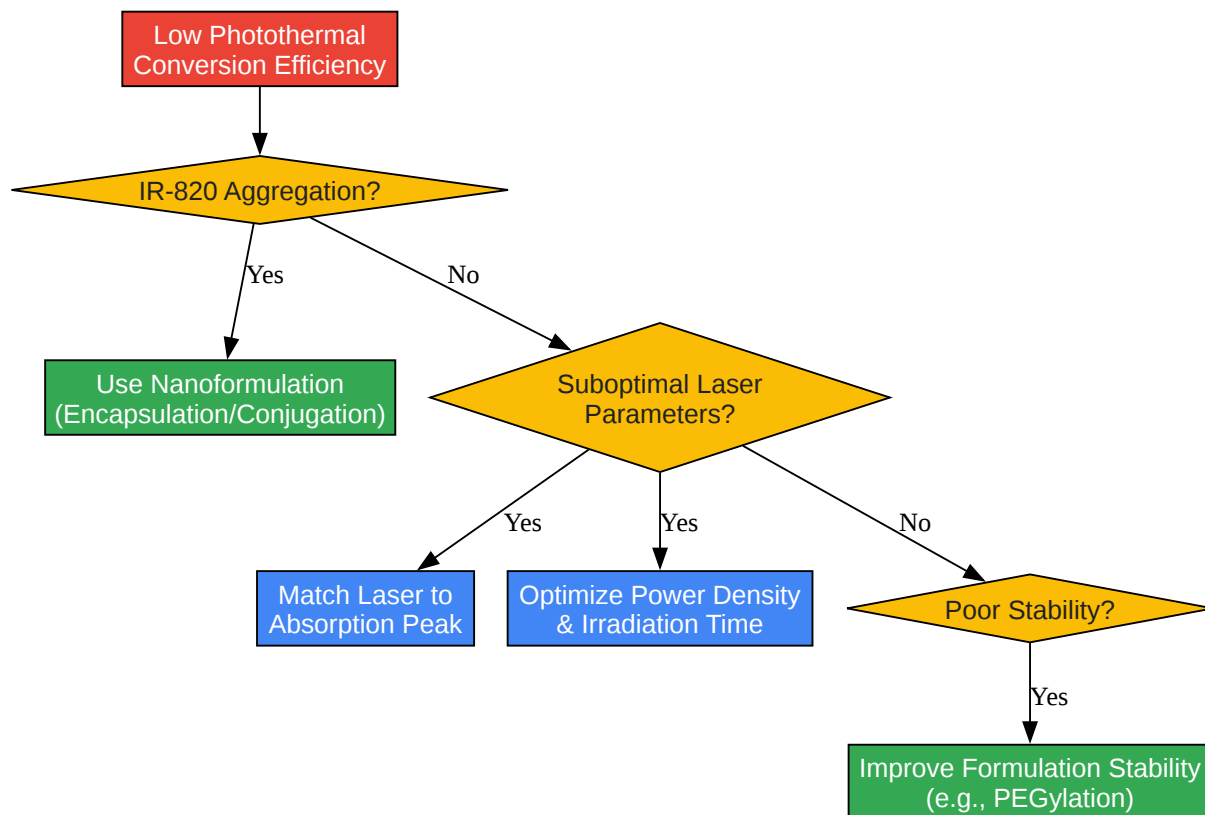 Low Photothermal
Conversion Efficiency
IR-820 Aggregation?
Yes
No
Use Nanoformulation
(Encapsulation/Conjugation)
Suboptimal Laser
Parameters?
Yes
Yes
No
Match Laser to
Absorption Peak
Optimize Power Density
& Irradiation Time
Poor Stability?
Yes
Improve Formulation Stability
(e.g., PEGylation)